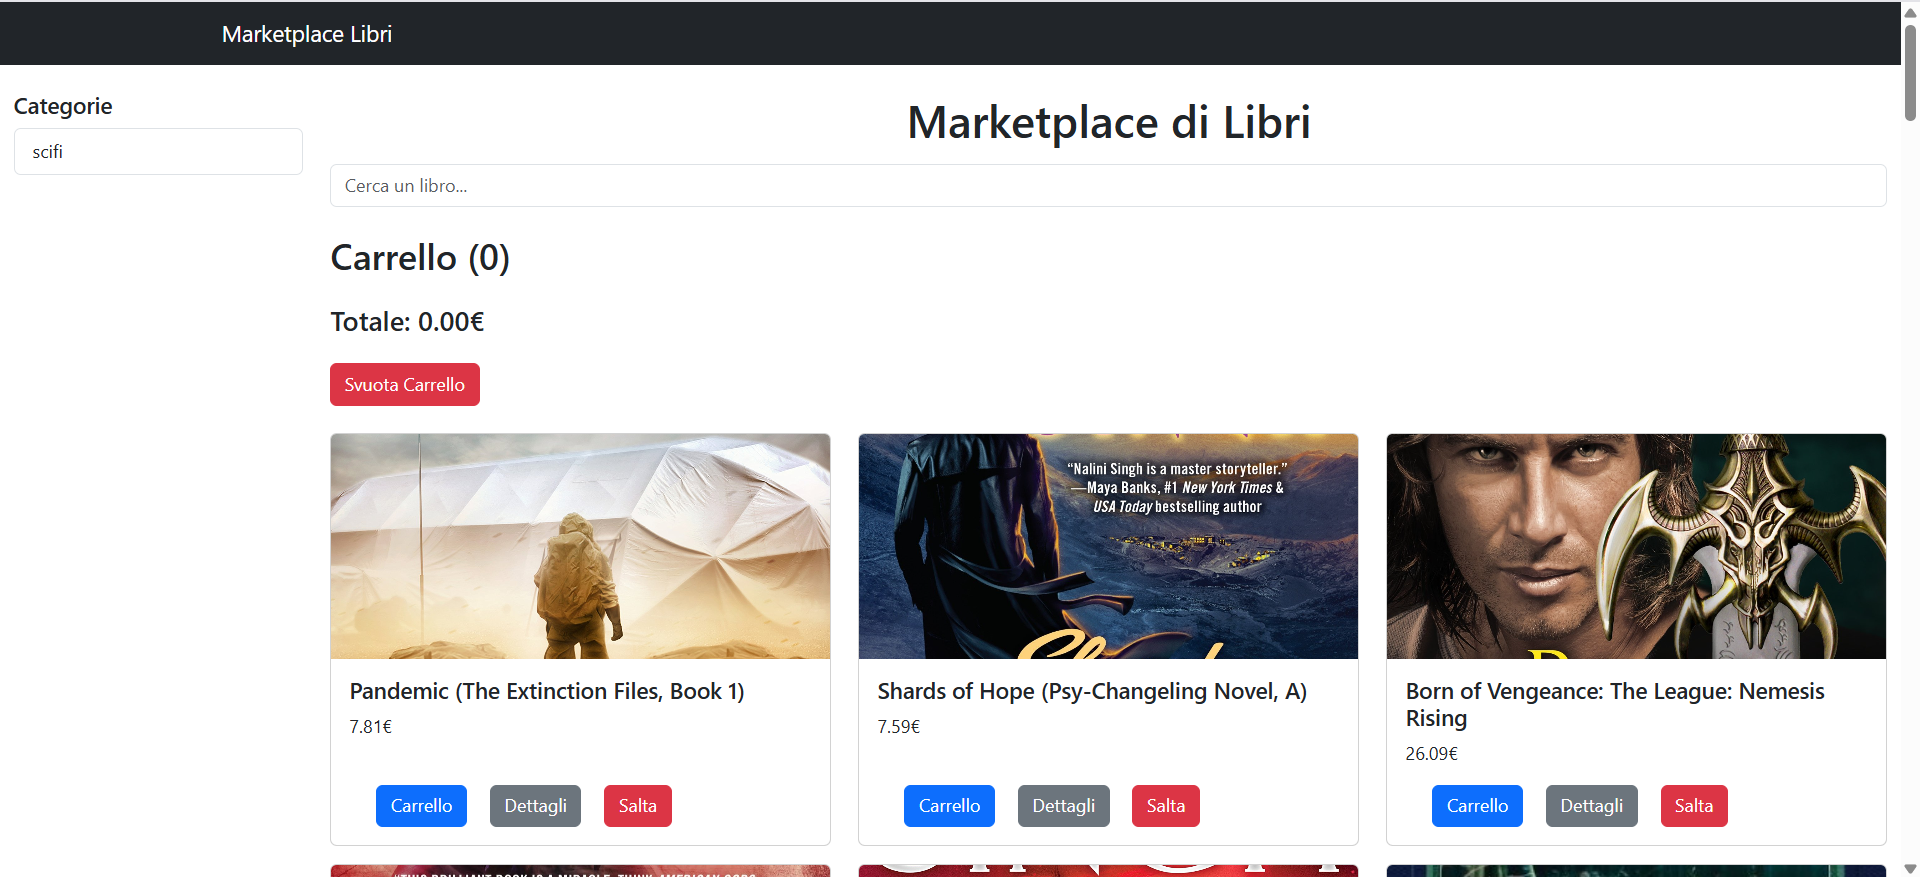 Marketplace Libri
Categorie
scifi
Marketplace di Libri
Cerca un libro...
Carrello (0)
Totale: 0.00€
Svuota Carrello
“Nalini Singh is a master storyteller.”
—Maya Banks, #1 New York Times &
USA Today bestselling author
Pandemic (The Extinction Files, Book 1)
7.81€
Carrello Dettagli Salta
Shards of Hope (Psy-Changeling Novel, A)
7.59€
Carrello Dettagli Salta
Born of Vengeance: The League: Nemesis
Rising
26.09€
Carrello Dettagli Salta